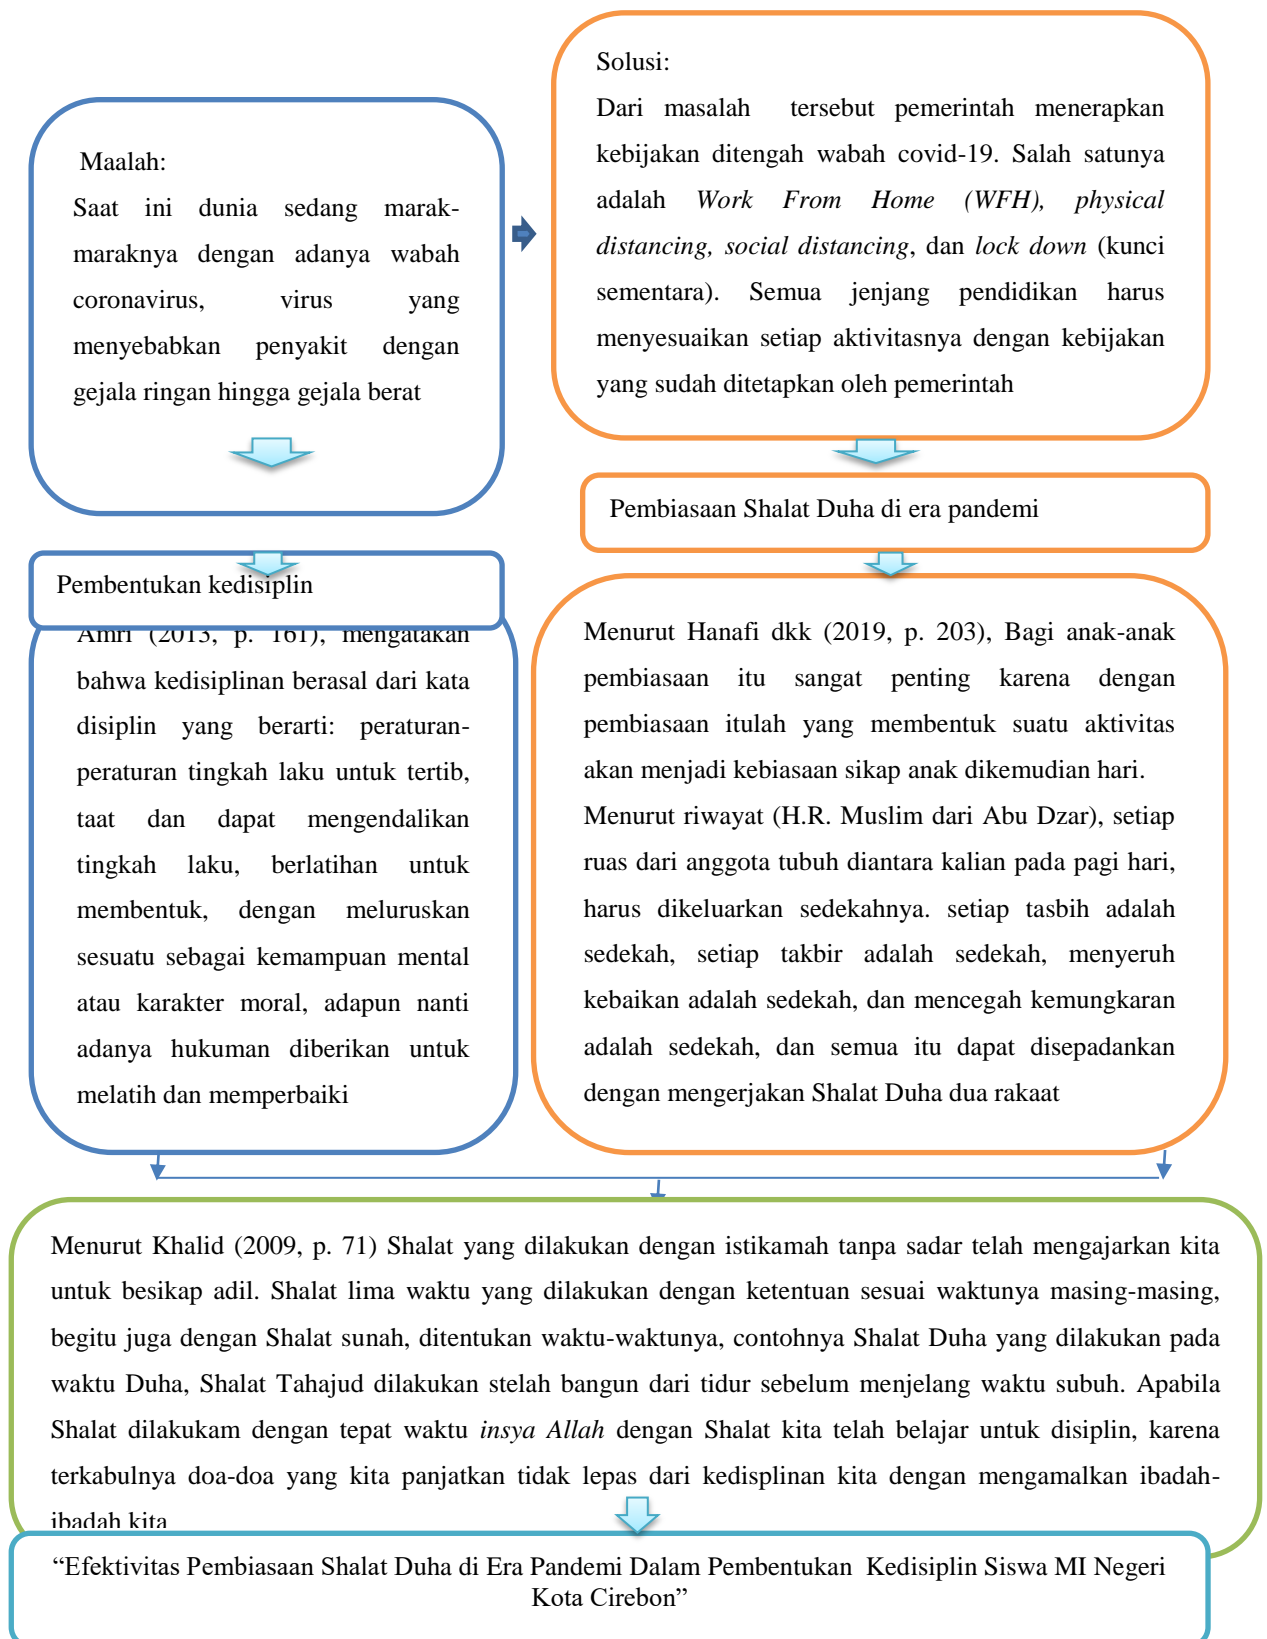 Maalah:
Saat ini dunia sedang marak-
maraknya dengan adanya wabah
coronavirus, virus yang
menyebabkan penyakit dengan
gejala ringan hingga gejala berat
Solusi:
Dari masalah tersebut pemerintah menerapkan
kebijakan ditengah wabah covid-19. Salah satunya
adalah Work From Home (WFH), physical
distancing, social distancing, dan lock down (kunci
sementara). Semua jenjang pendidikan harus
menyesuaikan setiap aktivitasnya dengan kebijakan
yang sudah ditetapkan oleh pemerintah
Pembiasaan Shalat Duha di era pandemi
Pembentukan kedisiplin
Amri (2013, p. 161), mengatakan
bahwa kedisiplinan berasal dari kata
disiplin yang berarti: peraturan-
peraturan tingkah laku untuk tertib,
taat dan dapat mengendalikan
tingkah laku, berlatihan untuk
membentuk, dengan meluruskan
sesuatu sebagai kemampuan mental
atau karakter moral, adapun nanti
adanya hukuman diberikan untuk
melatih dan memperbaiki
Menurut Hanafi dkk (2019, p. 203), Bagi anak-anak
pembiasaan itu sangat penting karena dengan
pembiasaan itulah yang membentuk suatu aktivitas
akan menjadi kebiasaan sikap anak dikemudian hari.
Menurut riwayat (H.R. Muslim dari Abu Dzar), setiap
ruas dari anggota tubuh diantara kalian pada pagi hari,
harus dikeluarkan sedekahnya. setiap tasbih adalah
sedekah, setiap takbir adalah sedekah, menyeruh
kebaikan adalah sedekah, dan mencegah kemungkaran
adalah sedekah, dan semua itu dapat disepadankan
dengan mengerjakan Shalat Duha dua rakaat
Menurut Khalid (2009, p. 71) Shalat yang dilakukan dengan istikamah tanpa sadar telah mengajarkan kita
untuk besikap adil. Shalat lima waktu yang dilakukan dengan ketentuan sesuai waktunya masing-masing,
begitu juga dengan Shalat sunah, ditentukan waktu-waktunya, contohnya Shalat Duha yang dilakukan pada
waktu Duha, Shalat Tahajud dilakukan stelah bangun dari tidur sebelum menjelang waktu subuh. Apabila
Shalat dilakukam dengan tepat waktu insya Allah dengan Shalat kita telah belajar untuk disiplin, karena
terkabulnya doa-doa yang kita panjatkan tidak lepas dari kedisplinan kita dengan mengamalkan ibadah-
ibadah kita
“Efektivitas Pembiasaan Shalat Duha di Era Pandemi Dalam Pembentukan Kedisiplin Siswa MI Negeri
Kota Cirebon”